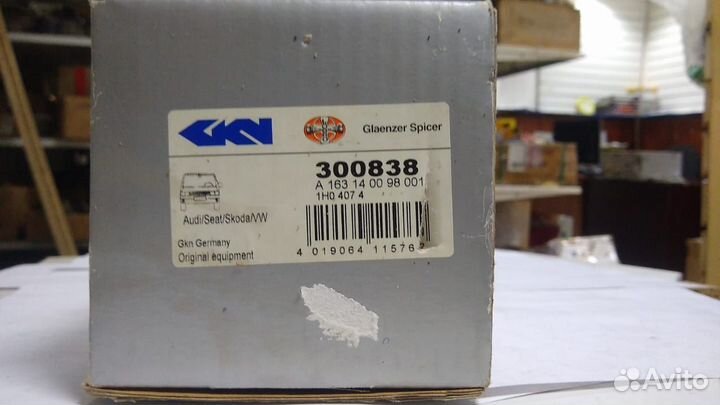 GKN
Glaenzer Spicer
300838
A 163 14 00 98 001
1H0 407 4
Audi/Seat/Skoda/VW
Gkn Germany
Original equipment
4 019064 11576
Avito